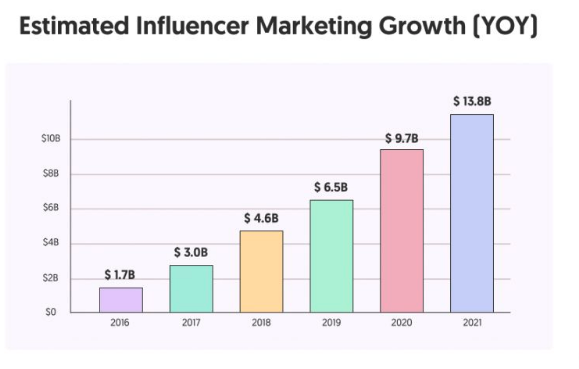 Estimated Influencer Marketing Growth (YOY)
$ 13.8B
$10B
$ 9.7B
$8B
$ 6.5B
$6B
$ 4.6B
$4B
$ 3.0B
$2B
$ 1.7B
$0
2016 2017 2018 2019 2020 2021